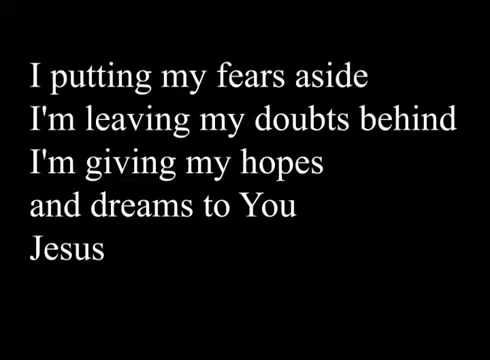 I putting my fears aside
I'm leaving my doubts behind
I'm giving my hopes
and dreams to You
Jesus